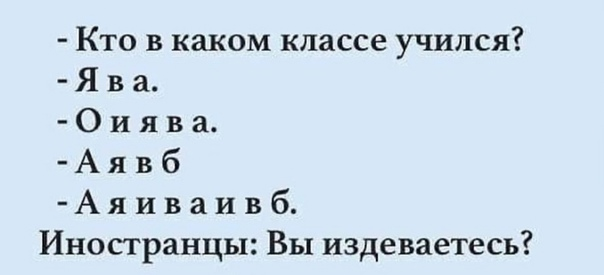 - Кто в каком классе учился?
- Я в а.
- О и я в а.
- А я в б
- А я и в а и в б.
Иностранцы: Вы издеваетесь?